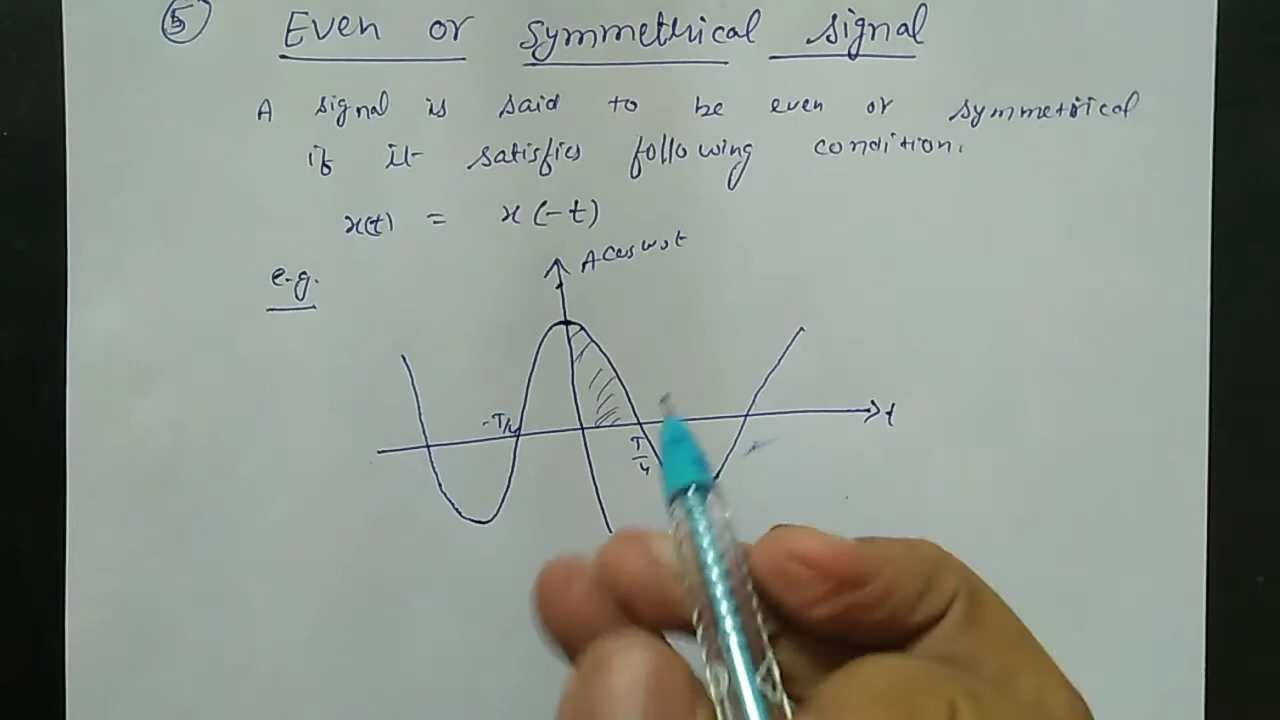 5 Even or Symmetrical signal
A signal is said to be even or symmetrical
if it satisfies following condition.
x(t) = x(-t)
e.g.
A cos ω₀t
-T/4
T/4
t